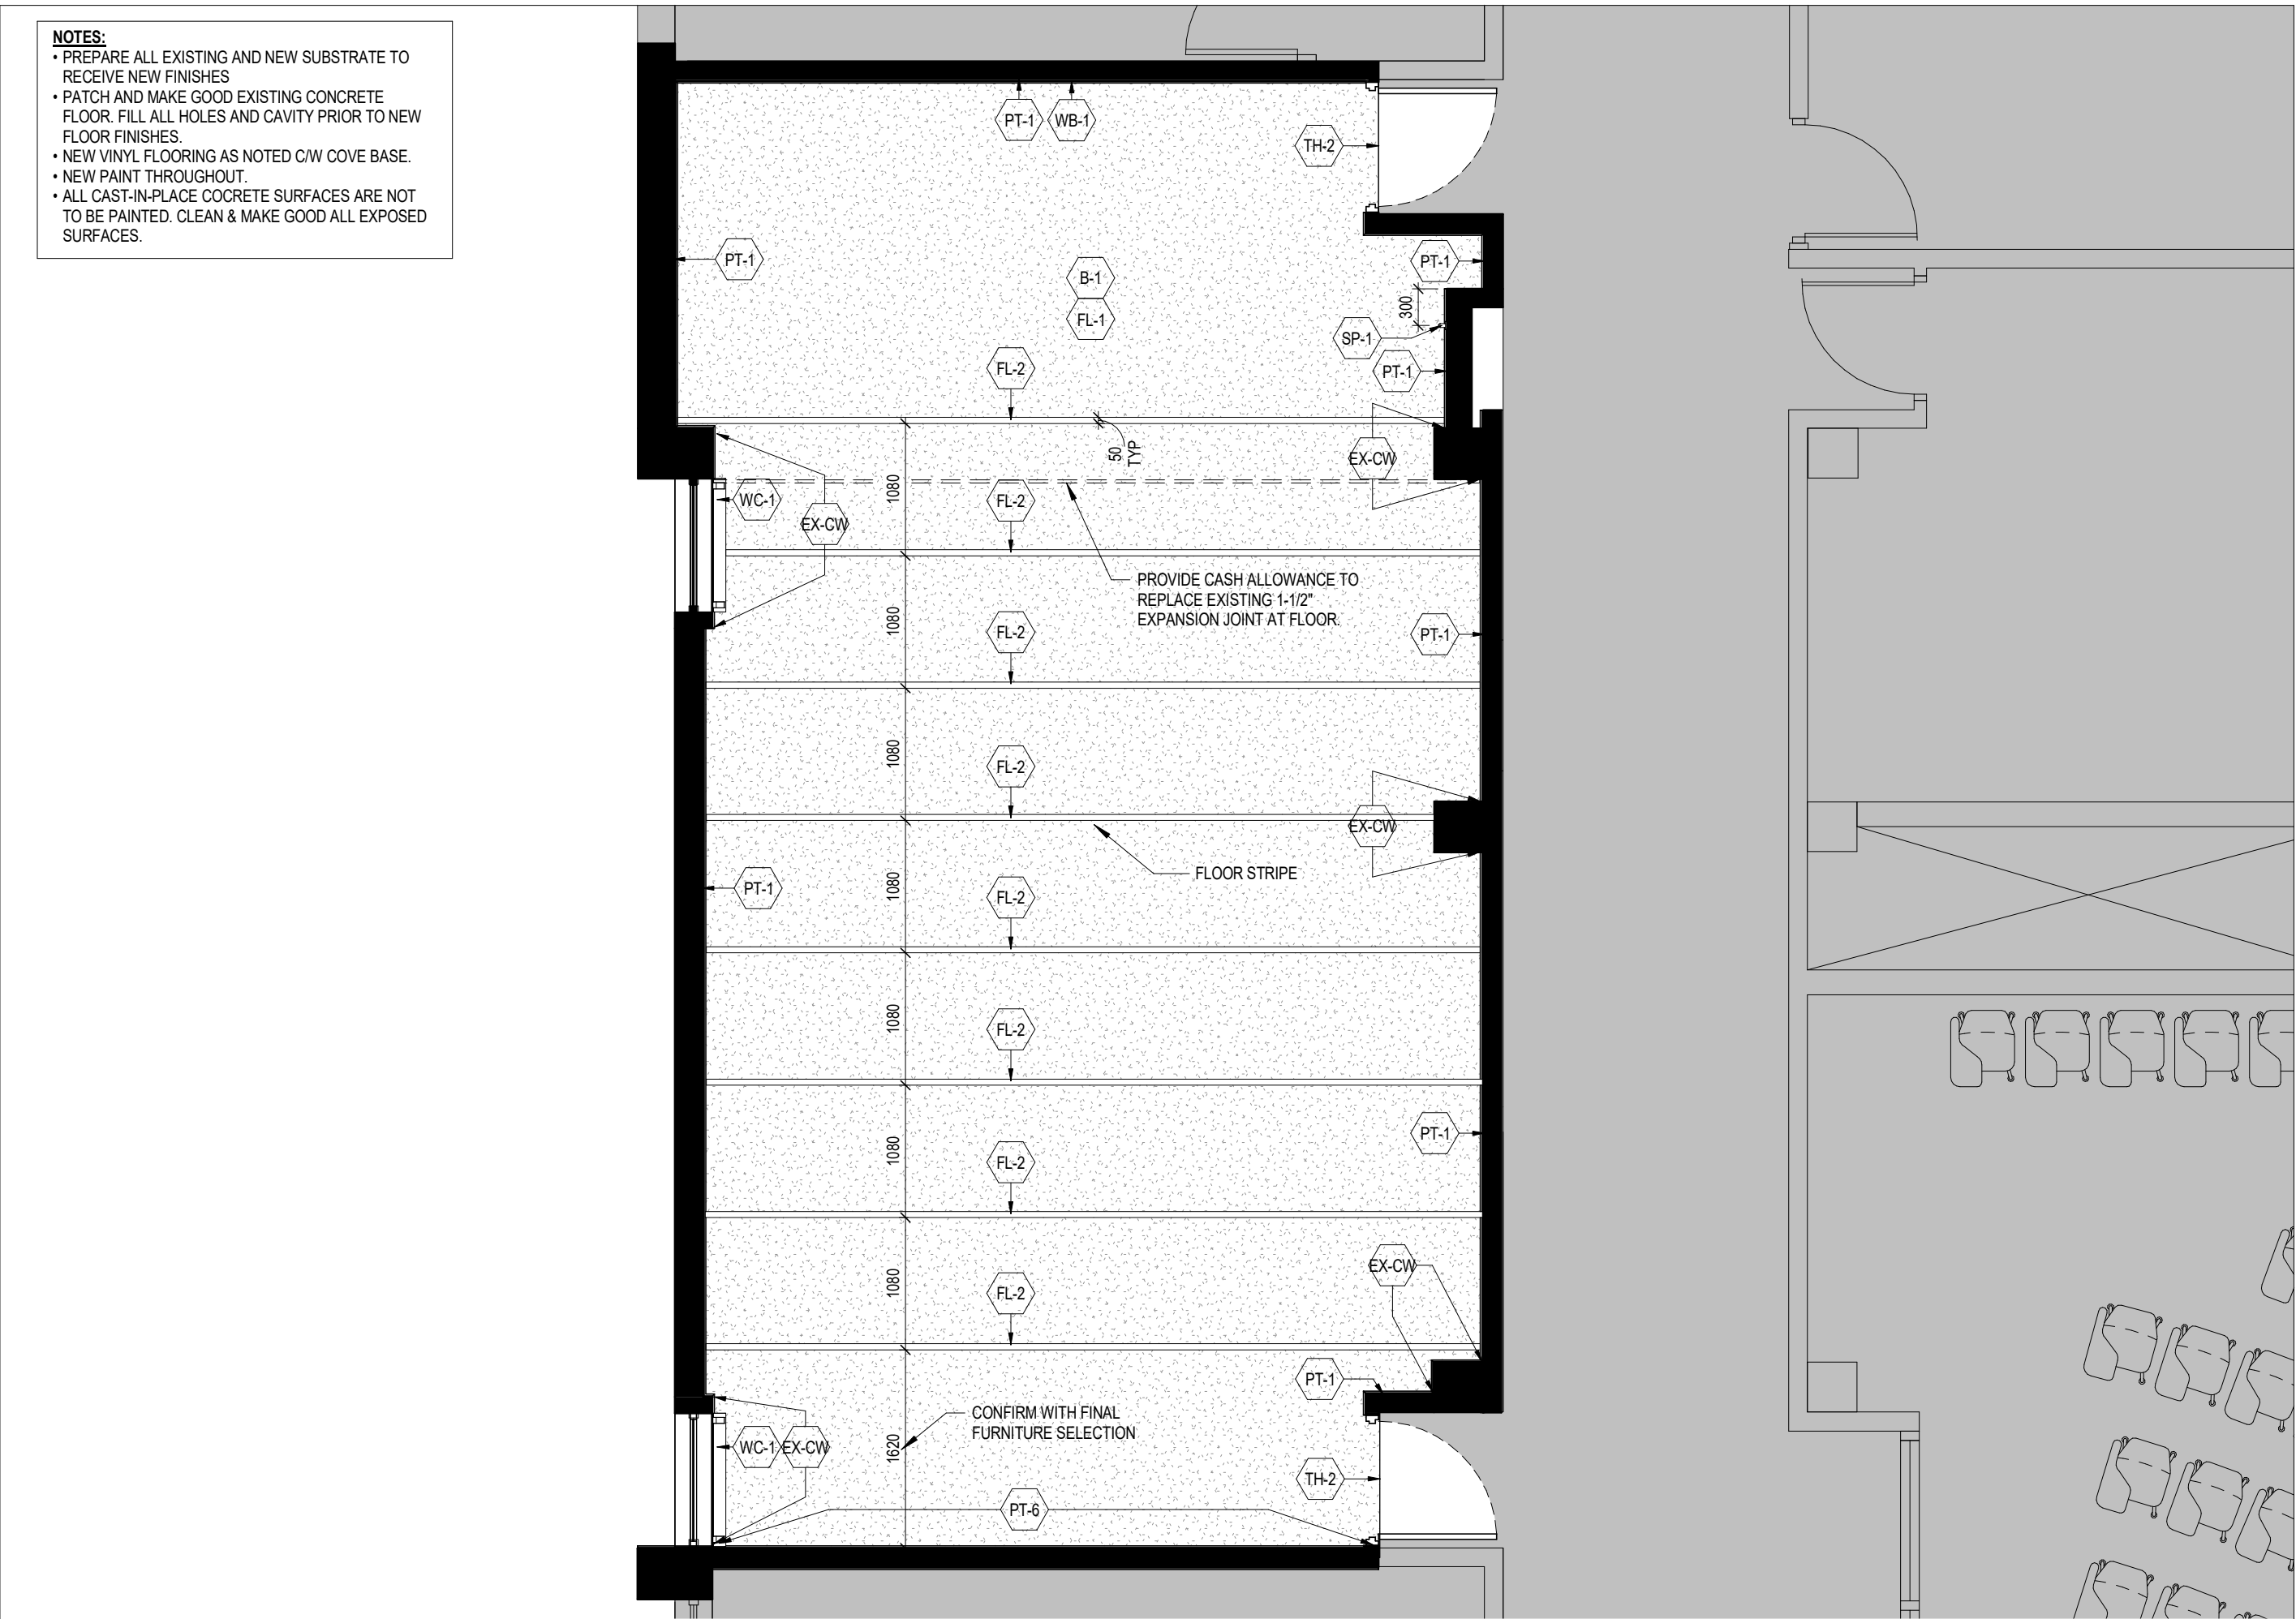 NOTES:
• PREPARE ALL EXISTING AND NEW SUBSTRATE TO
RECEIVE NEW FINISHES
• PATCH AND MAKE GOOD EXISTING CONCRETE
FLOOR. FILL ALL HOLES AND CAVITY PRIOR TO NEW
FLOOR FINISHES.
• NEW VINYL FLOORING AS NOTED C/W COVE BASE.
• NEW PAINT THROUGHOUT.
• ALL CAST-IN-PLACE COCRETE SURFACES ARE NOT
TO BE PAINTED. CLEAN & MAKE GOOD ALL EXPOSED
SURFACES.
PT-1
WB-1
TH-2
PT-1
PT-1
B-1
FL-1
300
SP-1
FL-2
PT-1
50
TYP
EX-CW
1080
WC-1
FL-2
EX-CW
PROVIDE CASH ALLOWANCE TO
REPLACE EXISTING 1-1/2"
EXPANSION JOINT AT FLOOR.
1080
FL-2
PT-1
1080
FL-2
EX-CW
FLOOR STRIPE
PT-1
1080
FL-2
1080
FL-2
PT-1
1080
FL-2
EX-CW
1080
FL-2
PT-1
CONFIRM WITH FINAL
FURNITURE SELECTION
WC-1
EX-CW
1620
TH-2
PT-6